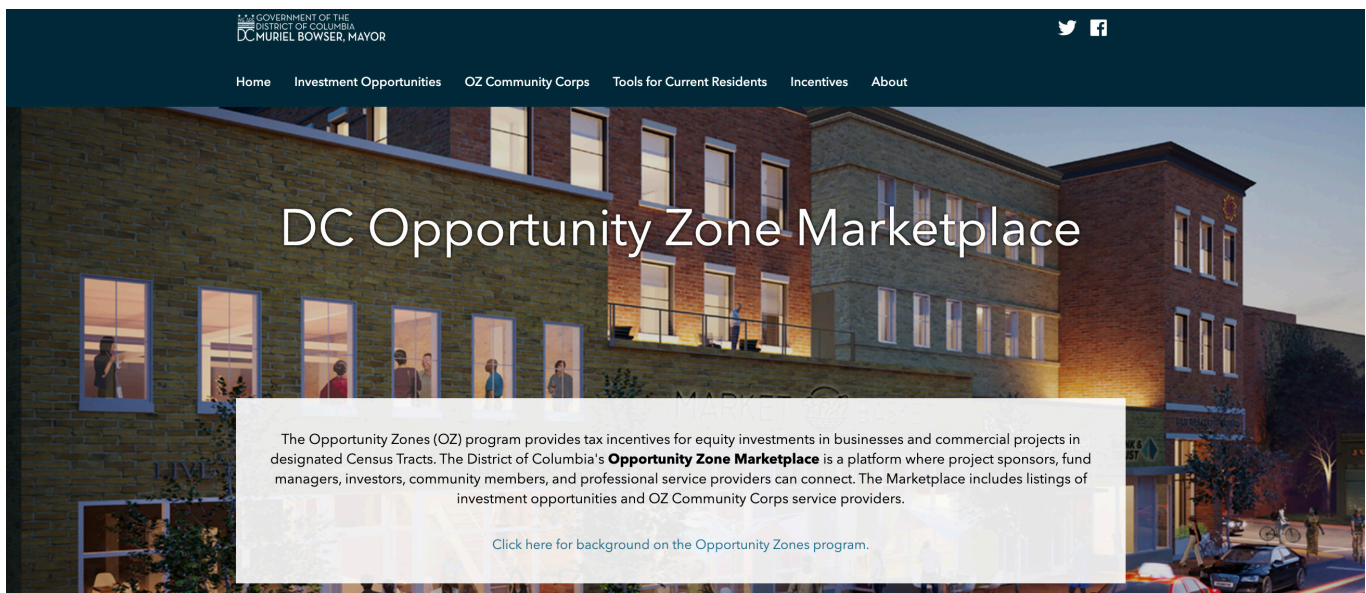 GOVERNMENT OF THE
DISTRICT OF COLUMBIA
DC MURIEL BOWSER, MAYOR
Home Investment Opportunities OZ Community Corps Tools for Current Residents Incentives About
DC Opportunity Zone Marketplace
MARKET
The Opportunity Zones (OZ) program provides tax incentives for equity investments in businesses and commercial projects in
designated Census Tracts. The District of Columbia's Opportunity Zone Marketplace is a platform where project sponsors, fund
managers, investors, community members, and professional service providers can connect. The Marketplace includes listings of
investment opportunities and OZ Community Corps service providers.
Click here for background on the Opportunity Zones program.